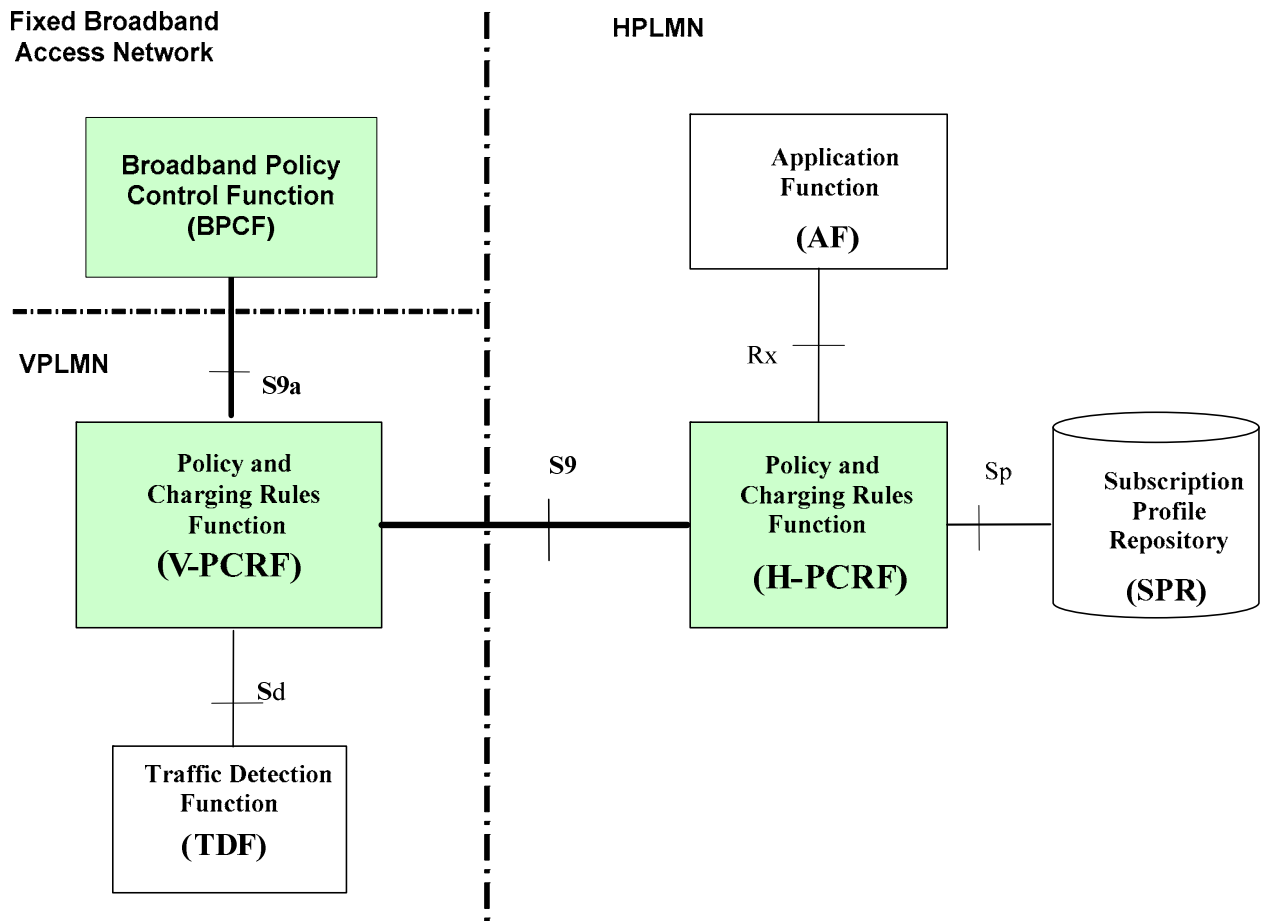 Fixed Broadband
Access Network
HPLMN
Broadband Policy
Control Function
(BPCF)
Application
Function
(AF)
VPLMN
S9a
Rx
Policy and
Charging Rules
Function
(V-PCRF)
S9
Policy and
Charging Rules
Function
(H-PCRF)
Sp
Subscription
Profile
Repository
(SPR)
Sd
Traffic Detection
Function
(TDF)